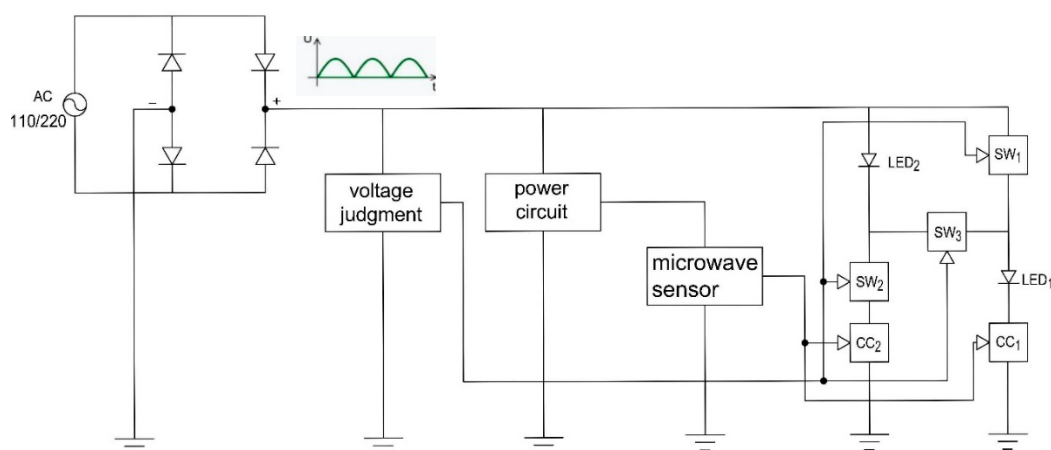 AC
110/220
−
+
U
t
voltage
judgment
power
circuit
microwave
sensor
LED2
SW1
SW3
SW2
LED1
CC2
CC1